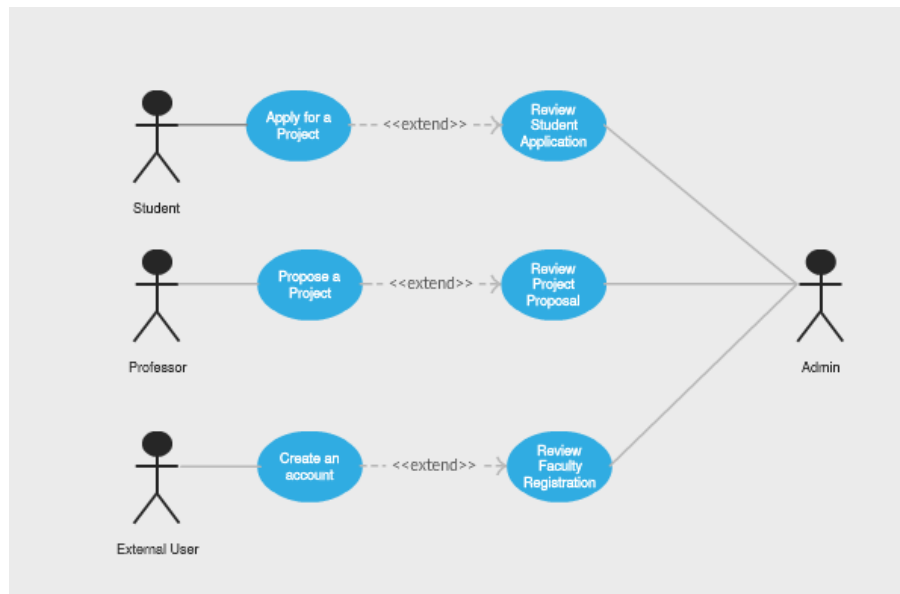 Apply for a
Project
<<extend>>
Review
Student
Application
Student
Propose a
Project
<<extend>>
Review
Project
Proposal
Professor
Admin
Create an
account
<<extend>>
Review
Faculty
Registration
External User